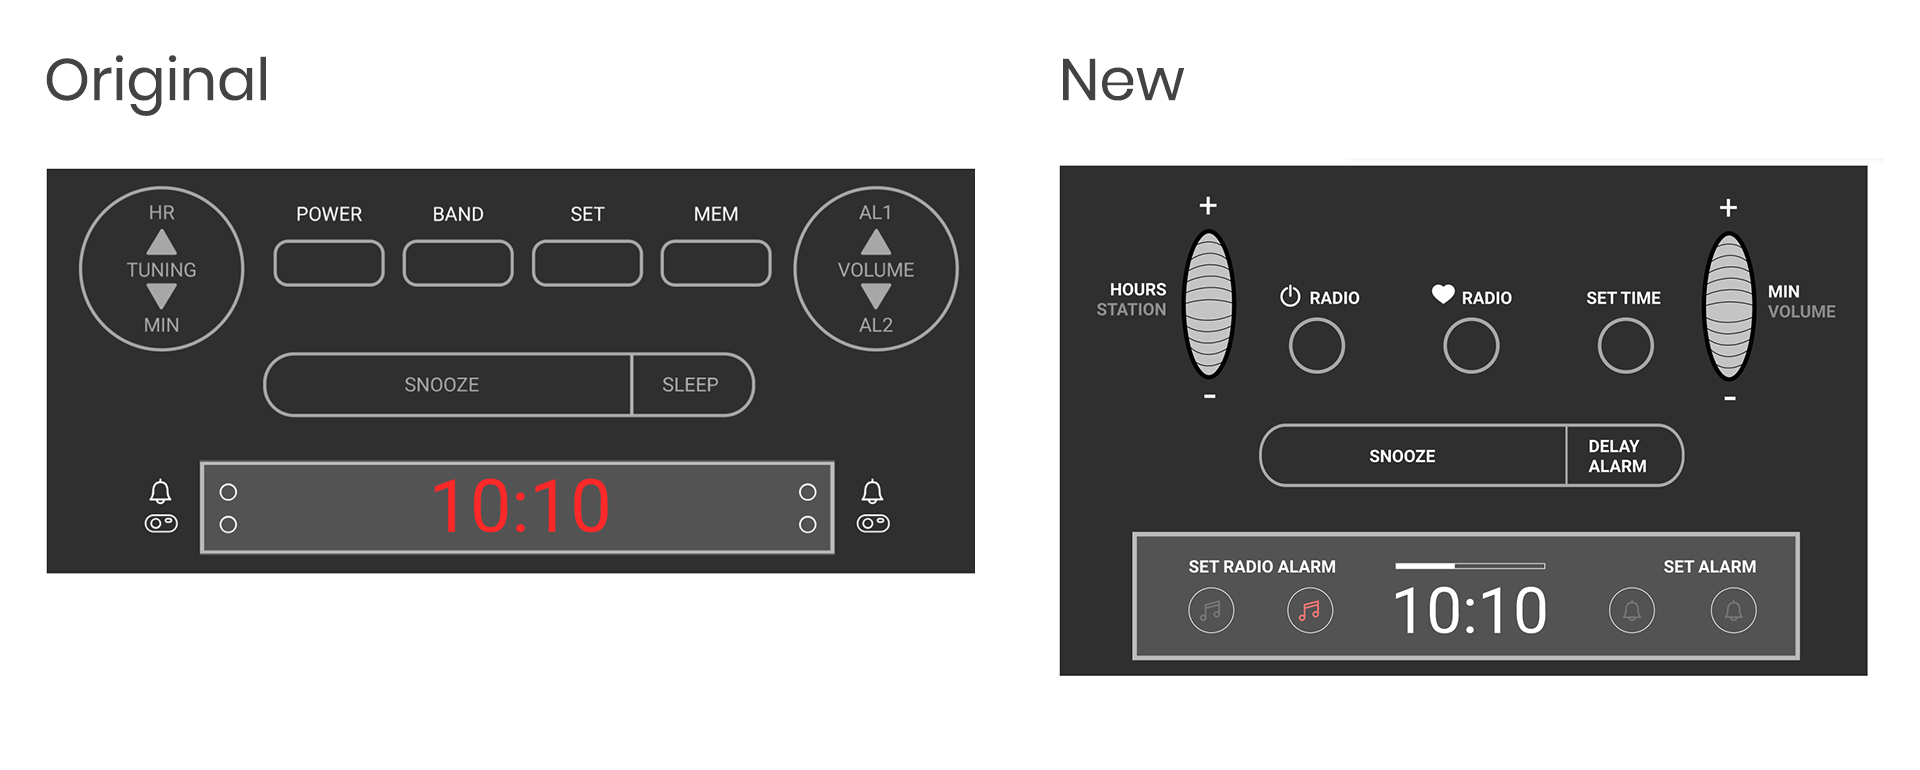 Original
HR
TUNING
MIN
POWER
BAND
SET
MEM
AL1
VOLUME
AL2
SNOOZE
SLEEP
10:10
New
+
HOURS
STATION
-
RADIO
RADIO
SET TIME
+
MIN
VOLUME
-
SNOOZE
DELAY
ALARM
SET RADIO ALARM
10:10
SET ALARM